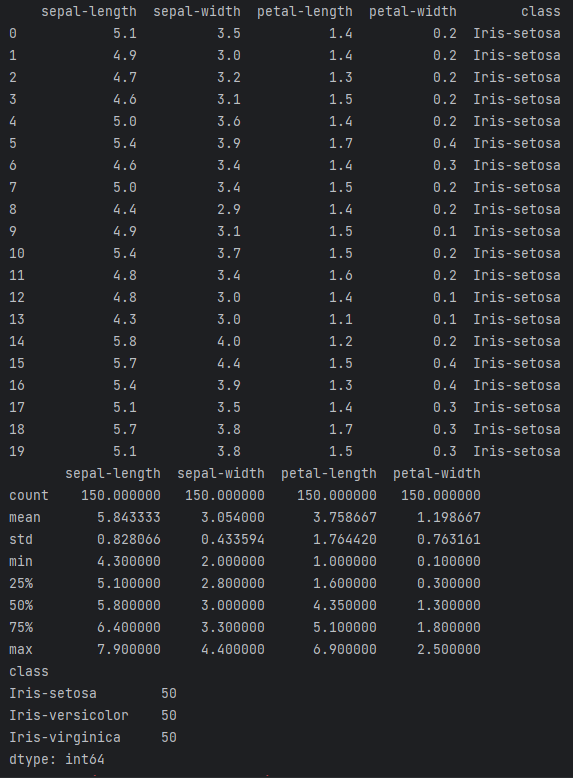 sepal-length  sepal-width  petal-length  petal-width        class
0            5.1          3.5           1.4          0.2  Iris-setosa
1            4.9          3.0           1.4          0.2  Iris-setosa
2            4.7          3.2           1.3          0.2  Iris-setosa
3            4.6          3.1           1.5          0.2  Iris-setosa
4            5.0          3.6           1.4          0.2  Iris-setosa
5            5.4          3.9           1.7          0.4  Iris-setosa
6            4.6          3.4           1.4          0.3  Iris-setosa
7            5.0          3.4           1.5          0.2  Iris-setosa
8            4.4          2.9           1.4          0.2  Iris-setosa
9            4.9          3.1           1.5          0.1  Iris-setosa
10           5.4          3.7           1.5          0.2  Iris-setosa
11           4.8          3.4           1.6          0.2  Iris-setosa
12           4.8          3.0           1.4          0.1  Iris-setosa
13           4.3          3.0           1.1          0.1  Iris-setosa
14           5.8          4.0           1.2          0.2  Iris-setosa
15           5.7          4.4           1.5          0.4  Iris-setosa
16           5.4          3.9           1.3          0.4  Iris-setosa
17           5.1          3.5           1.4          0.3  Iris-setosa
18           5.7          3.8           1.7          0.3  Iris-setosa
19           5.1          3.8           1.5          0.3  Iris-setosa
       sepal-length  sepal-width  petal-length  petal-width
count    150.000000   150.000000    150.000000   150.000000
mean       5.843333     3.054000      3.758667     1.198667
std        0.828066     0.433594      1.764420     0.763161
min        4.300000     2.000000      1.000000     0.100000
25%        5.100000     2.800000      1.600000     0.300000
50%        5.800000     3.000000      4.350000     1.300000
75%        6.400000     3.300000      5.100000     1.800000
max        7.900000     4.400000      6.900000     2.500000
class
Iris-setosa        50
Iris-versicolor    50
Iris-virginica     50
dtype: int64